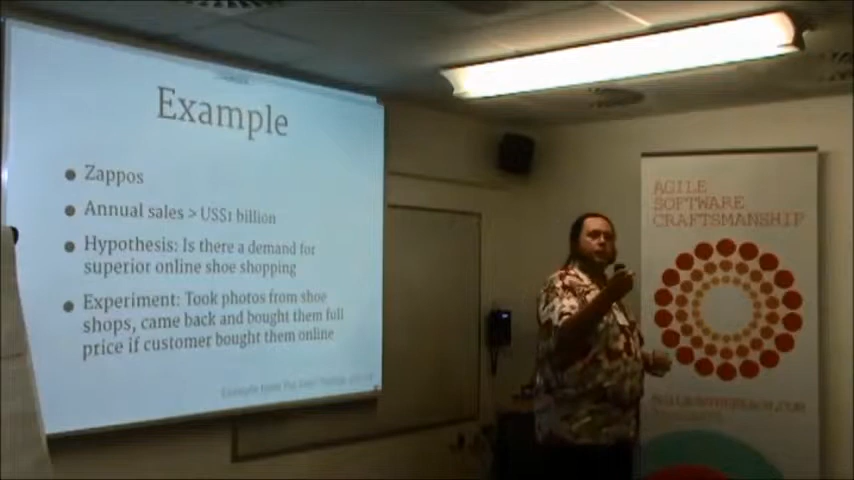 Example
Zappos
Annual sales > US$1 billion
Hypothesis: Is there a demand for
superior online shoe shopping
Experiment: Took photos from shoe
shops, came back and bought them full
price if customer bought them online
AGILE
SOFTWARE
CRAFTSMANSHIP